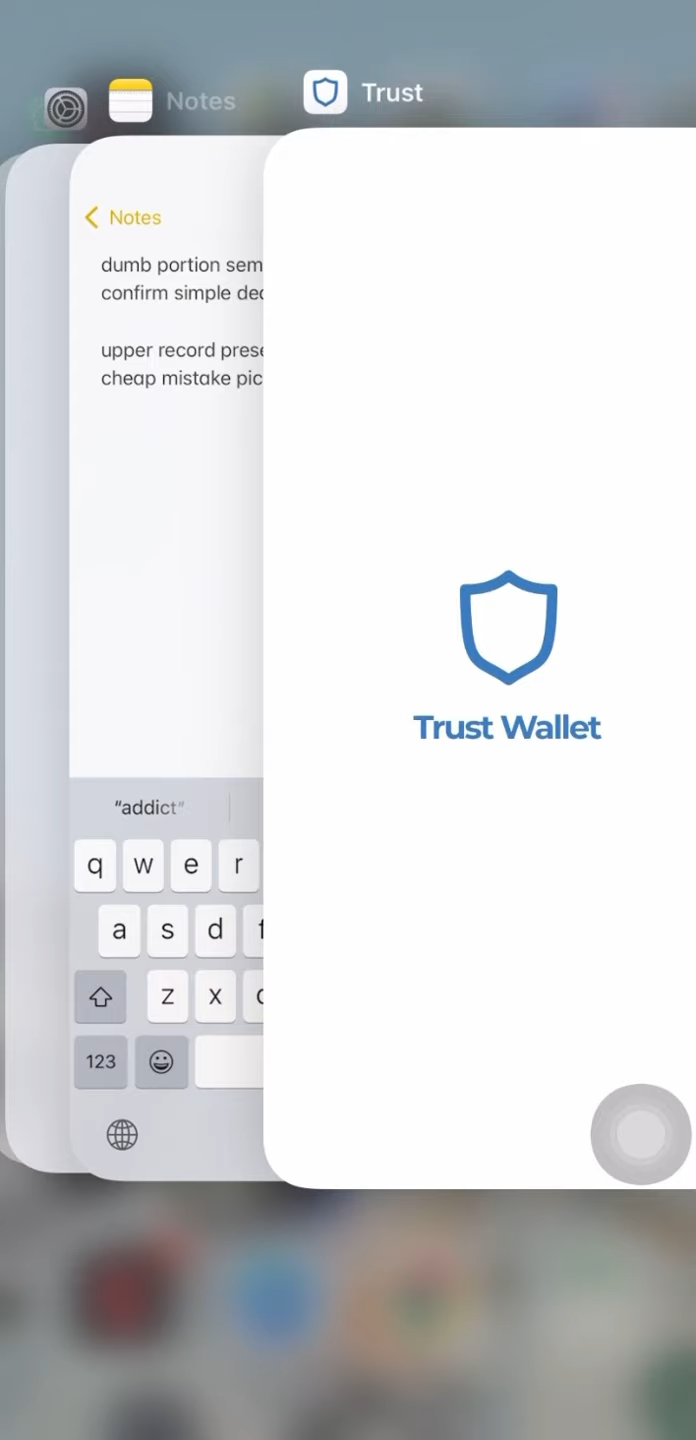 Notes
Trust
Notes
dumb portion
confirm simple
upper record
cheap mistake
Trust Wallet
"addict"
q w e r
a s d
z x
123